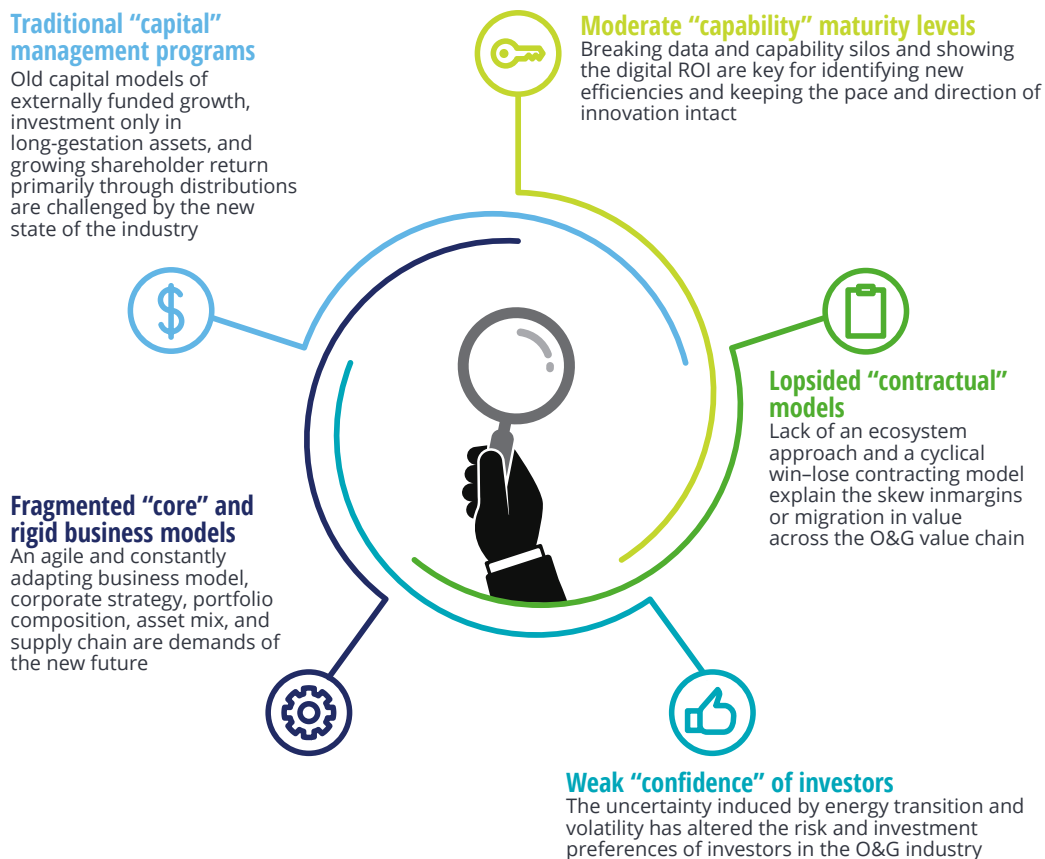 Traditional “capital”
management programs
Old capital models of
externally funded growth,
investment only in
long-gestation assets, and
growing shareholder return
primarily through distributions
are challenged by the new
state of the industry
Moderate “capability” maturity levels
Breaking data and capability silos and showing
the digital ROI are key for identifying new
efficiencies and keeping the pace and direction of
innovation intact
Lopsided “contractual”
models
Lack of an ecosystem
approach and a cyclical
win–lose contracting model
explain the skew inmargins
or migration in value
across the O&G value chain
Fragmented “core” and
rigid business models
An agile and constantly
adapting business model,
corporate strategy, portfolio
composition, asset mix, and
supply chain are demands of
the new future
Weak “confidence” of investors
The uncertainty induced by energy transition and
volatility has altered the risk and investment
preferences of investors in the O&G industry